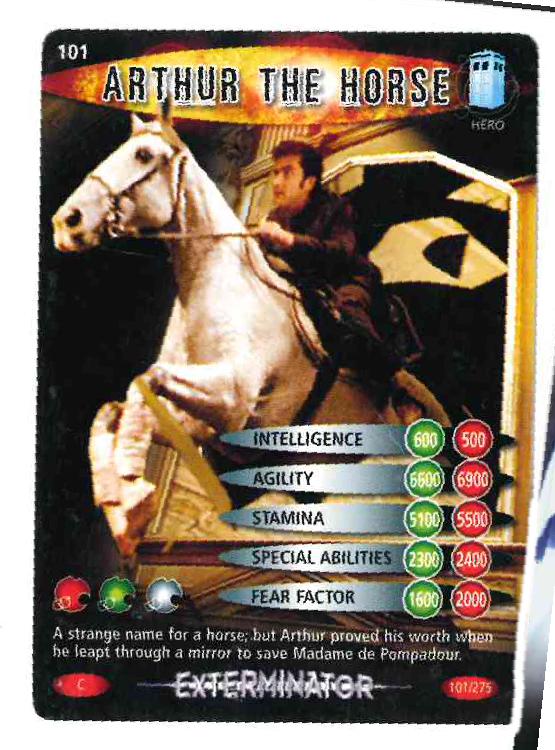 101
ARTHUR THE HORSE
HERO
INTELLIGENCE 600 500
AGILITY 6600 6900
STAMINA 5100 5500
SPECIAL ABILITIES 2300 2400
FEAR FACTOR 1600 2000
A strange name for a horse; but Arthur proved his worth when
he leapt through a mirror to save Madame de Pompadour.
C EXTERMINATOR 101/275